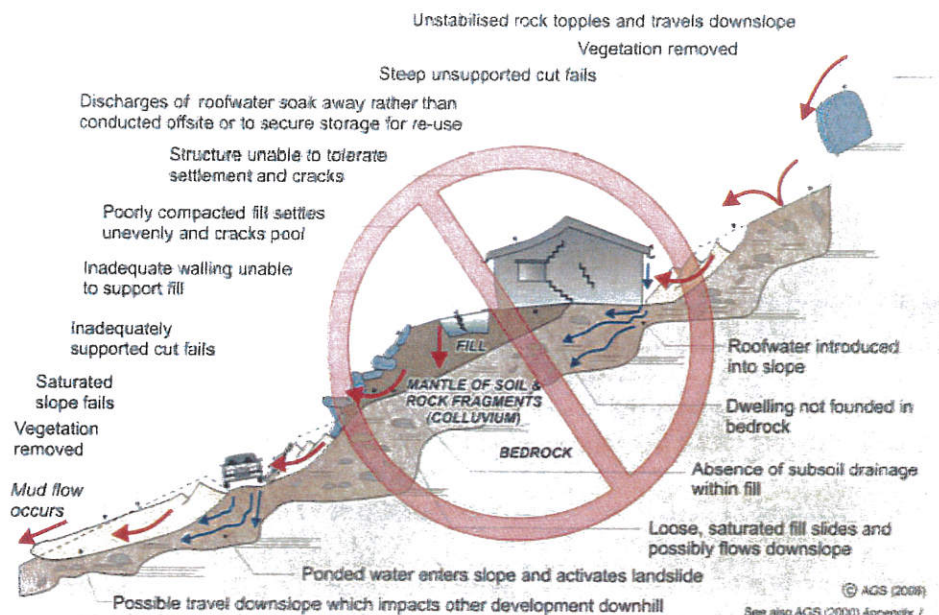 Unstabilised rock topples and travels downslope
Vegetation removed
Steep unsupported cut fails
Discharges of roofwater soak away rather than
conducted offsite or to secure storage for re-use
Structure unable to tolerate
settlement and cracks
Poorly compacted fill settles
unevenly and cracks pool
Inadequate walling unable
to support fill
Inadequately
supported cut fails
Saturated
slope fails
Vegetation
removed
Mud flow
occurs
FILL
MANTLE OF SOIL &
ROCK FRAGMENTS
(COLLUVIUM)
BEDROCK
Roofwater introduced
into slope
Dwelling not founded in
bedrock
Absence of subsoil drainage
within fill
Loose, saturated fill slides and
possibly flows downslope
Ponded water enters slope and activates landslide
Possible travel downslope which impacts other development downhill
© AGS
See also AGS (2000) Appendix